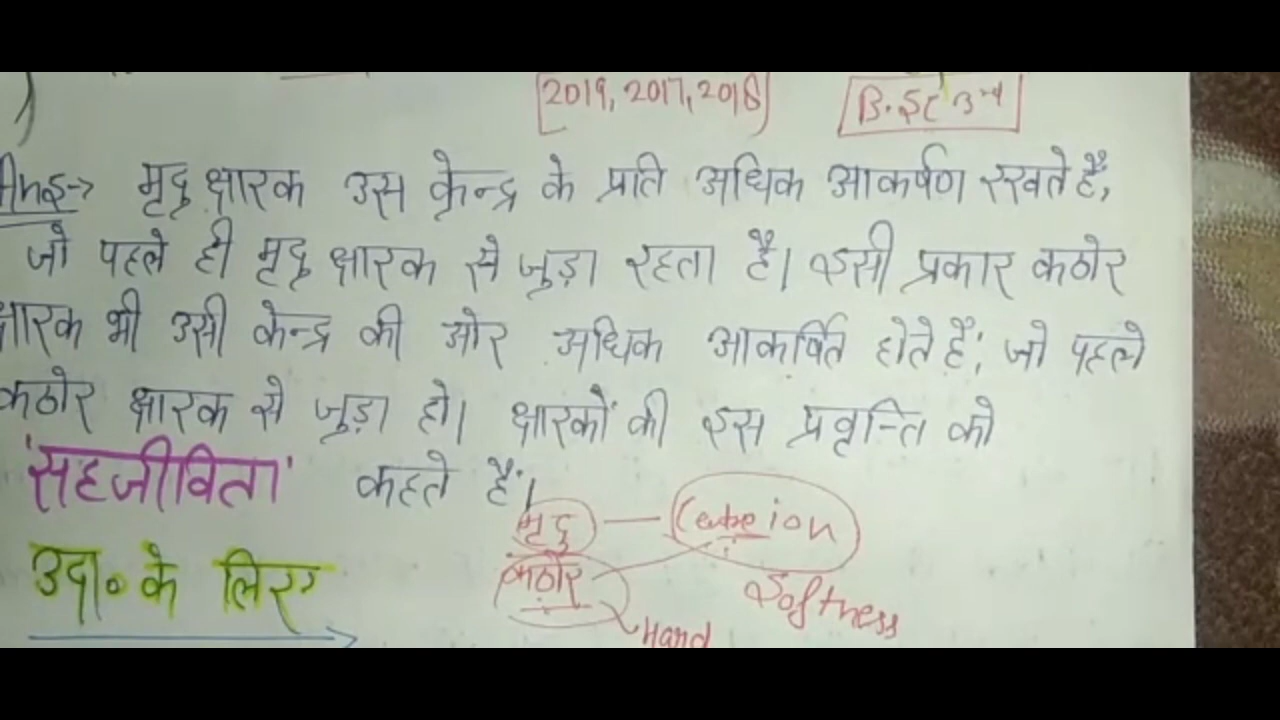 2019, 2017, 2018 B.Sc 3rd
Ans→ मृदु क्षारक उस केन्द्र के प्रति अधिक आकर्षण रखते हैं,
जो पहले ही मृदु क्षारक से जुड़ा रहता है। इसी प्रकार कठोर
क्षारक भी उसी केन्द्र की ओर अधिक आकर्षित होते हैं; जो पहले
कठोर क्षारक से जुड़ा हो। क्षारकों की इस प्रवृत्ति को
'सहजीविता' कहते हैं।
मृदु — ion
कठोर Softness
Hard
उदा० के लिए